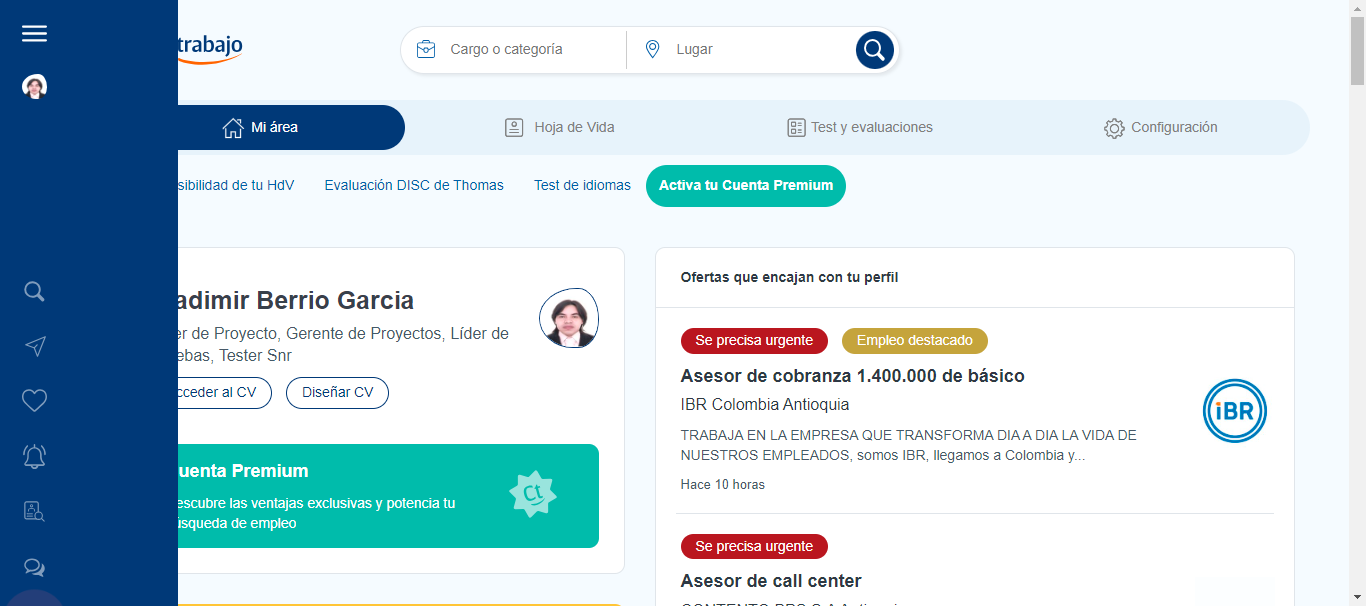 trabajo
Cargo o categoría
Lugar
Mi área
Hoja de Vida
Test y evaluaciones
Configuración
sibilidad de tu HdV
Evaluación DISC de Thomas
Test de idiomas
Activa tu Cuenta Premium
adimir Berrio Garcia
er de Proyecto, Gerente de Proyectos, Líder de
ebas, Tester Snr
cceder al CV
Diseñar CV
uenta Premium
escubre las ventajas exclusivas y potencia tu
úsqueda de empleo
Ct
Ofertas que encajan con tu perfil
Se precisa urgente
Empleo destacado
Asesor de cobranza 1.400.000 de básico
IBR Colombia Antioquia
TRABAJA EN LA EMPRESA QUE TRANSFORMA DIA A DIA LA VIDA DE
NUESTROS EMPLEADOS, somos IBR, llegamos a Colombia y...
Hace 10 horas
iBR
Se precisa urgente
Asesor de call center